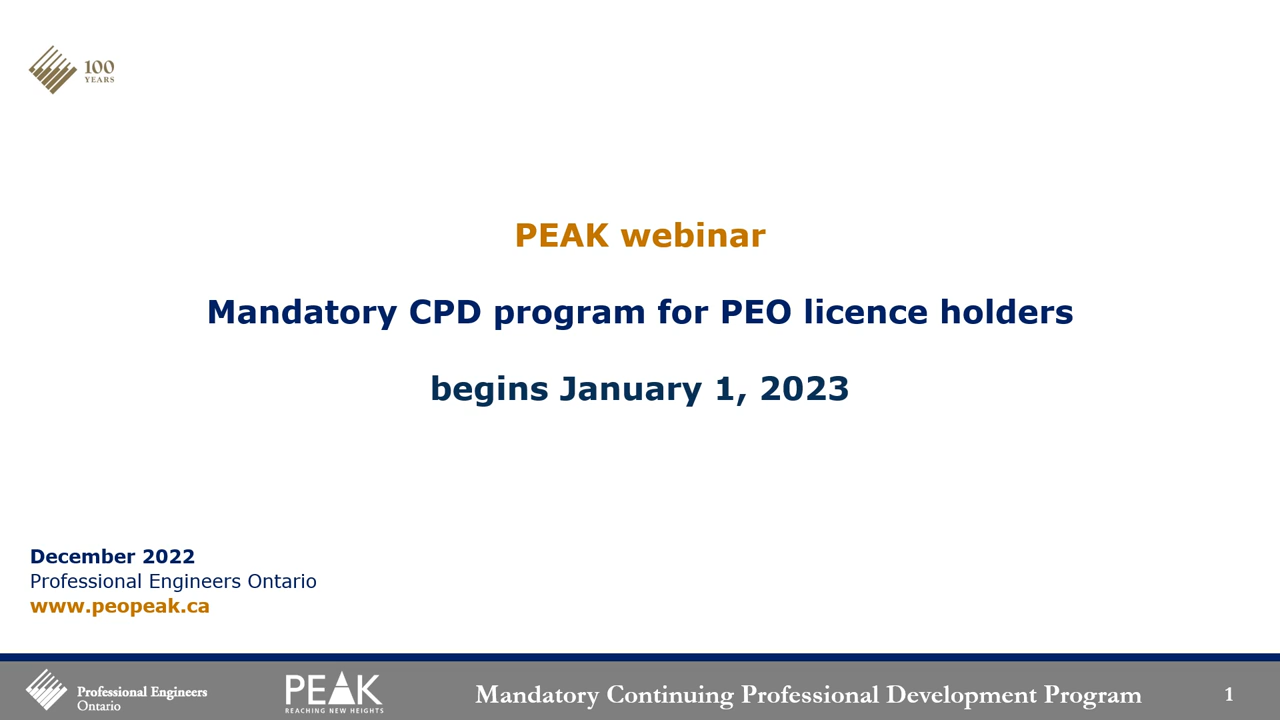 100
YEARS
PEAK webinar
Mandatory CPD program for PEO licence holders
begins January 1, 2023
December 2022
Professional Engineers Ontario
www.peopeak.ca
Professional Engineers
Ontario
PEAK
REACHING NEW HEIGHTS
Mandatory Continuing Professional Development Program
1